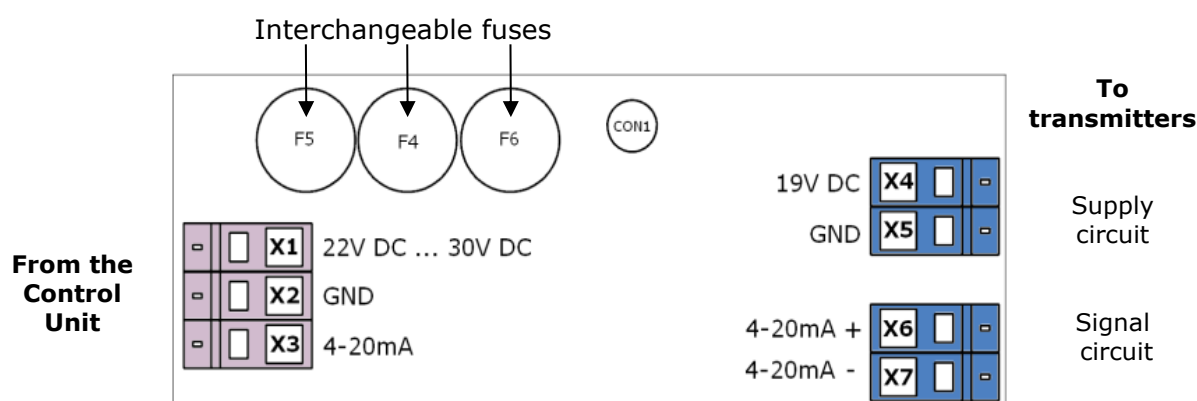 Interchangeable fuses
F5
F4
F6
CON1
To
transmitters
19V DC
X4
GND
X5
Supply
circuit
From the
Control
Unit
X1
22V DC ... 30V DC
X2
GND
X3
4-20mA
4-20mA +
X6
4-20mA -
X7
Signal
circuit